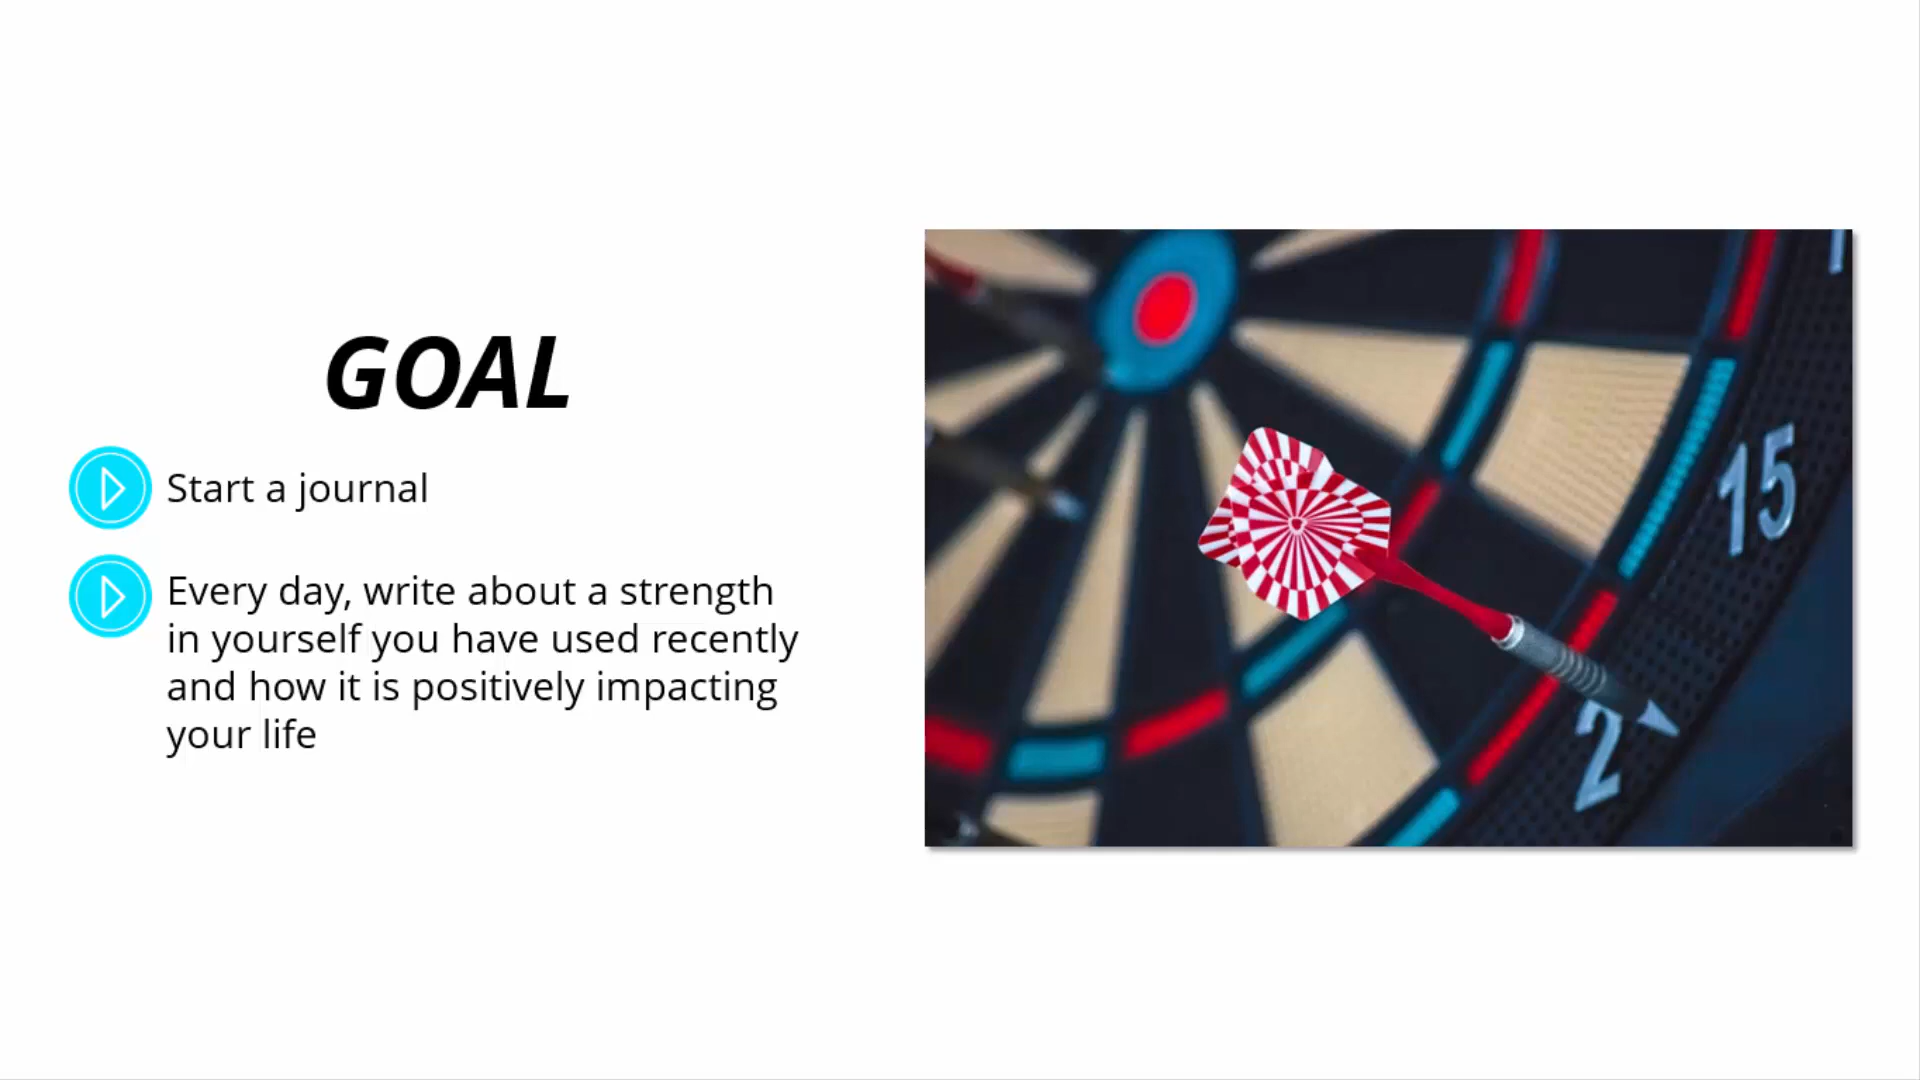 GOAL
Start a journal
Every day, write about a strength
in yourself you have used recently
and how it is positively impacting
your life
15
2